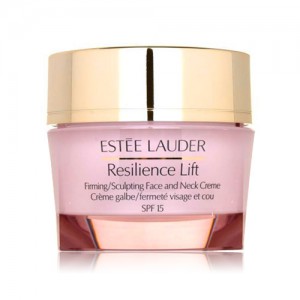 ESTĒE LAUDER
Resilience Lift
Firming/Sculpting Face and Neck Creme
Crème galbe/fermeté visage et cou
SPF 15